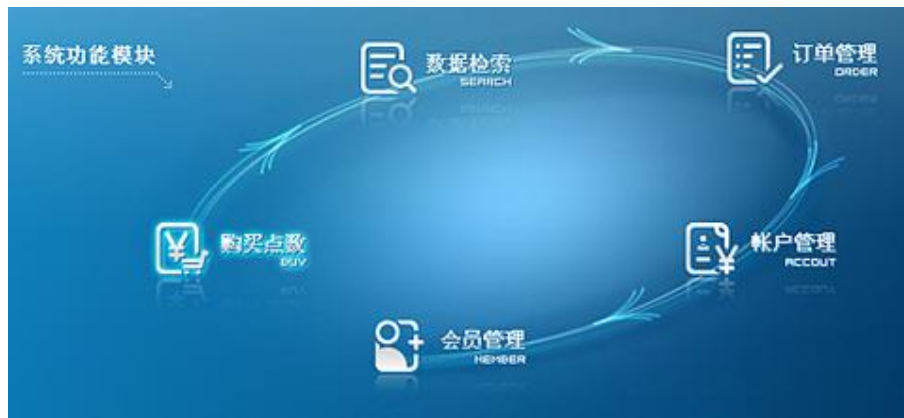 系统功能模块
数据检索
SEARCH
订单管理
ORDER
购买点数
BUY
帐户管理
ACCOUT
会员管理
MEMBER